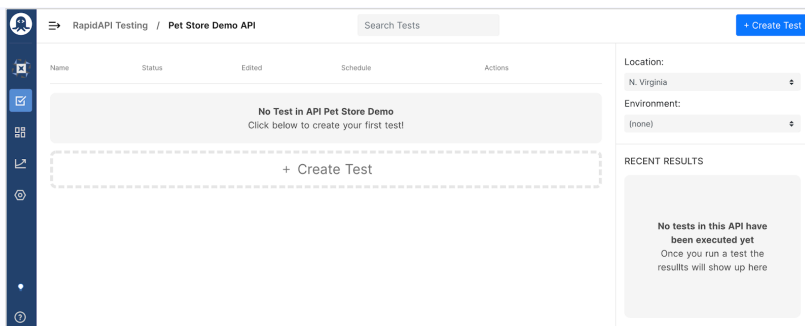 RapidAPI Testing / Pet Store Demo API
Search Tests
+ Create Test
Name Status Edited Schedule Actions
No Test in API Pet Store Demo
Click below to create your first test!
+ Create Test
Location:
N. Virginia
Environment:
(none)
RECENT RESULTS
No tests in this API have
been executed yet
Once you run a test the
resullts will show up here